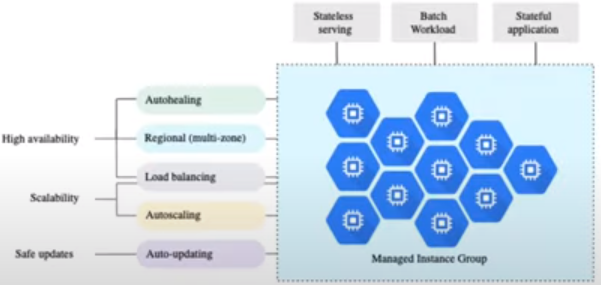 Stateless
serving
Batch
Workload
Stateful
application
High availability
Autohealing
Regional (multi-zone)
Load balancing
Scalability
Autoscaling
Safe updates
Auto-updating
Managed Instance Group